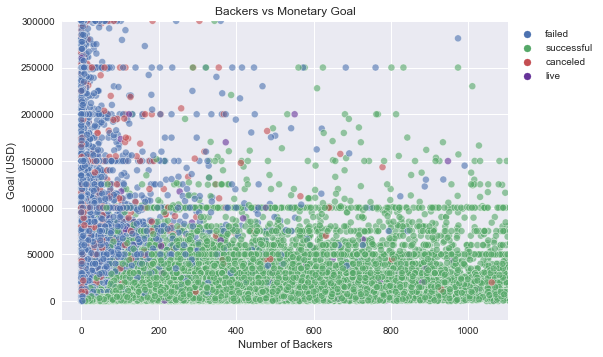 Backers vs Monetary Goal
300000
250000
200000
150000
100000
50000
0
Goal (USD)
0 200 400 600 800 1000
Number of Backers
failed
successful
canceled
live